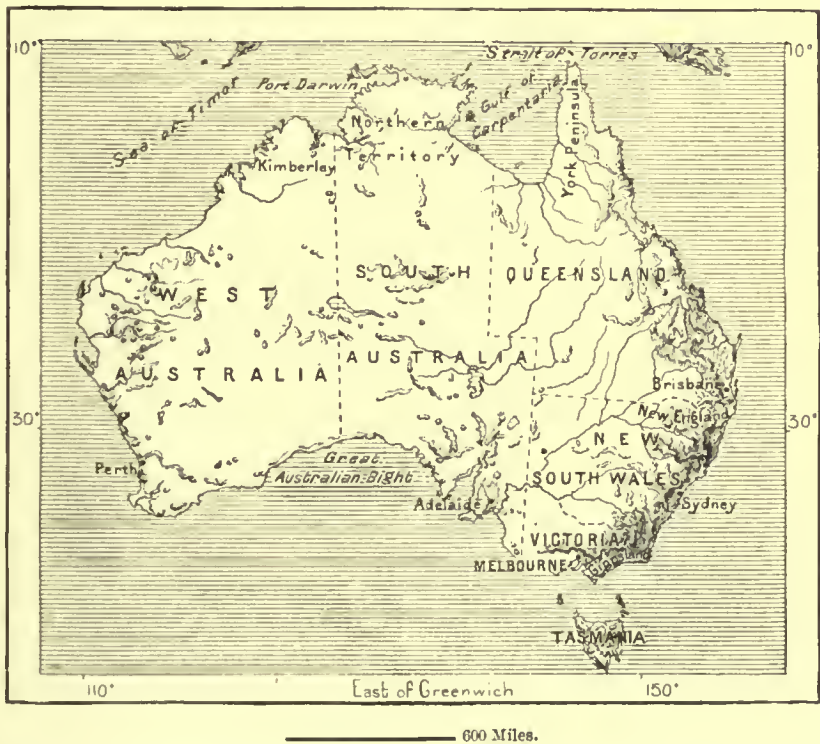 10°
10°
Strait of Torrès
Port Darwin
Sea of Timor
Gulf of
Carpentaria
York Peninsula
Northern
Territory
Kimberley
SOUTH
QUEENSLAND
WEST
AUSTRALIA
AUSTRALIA
Brisbane
New England
30°
30°
NEW
Great
Australian Bight
Perth
SOUTH WALES
Adelaide
Sydney
VICTORIA
MELBOURNE
Gippsland
TASMANIA
110°
East of Greenwich
150°
600 Miles.